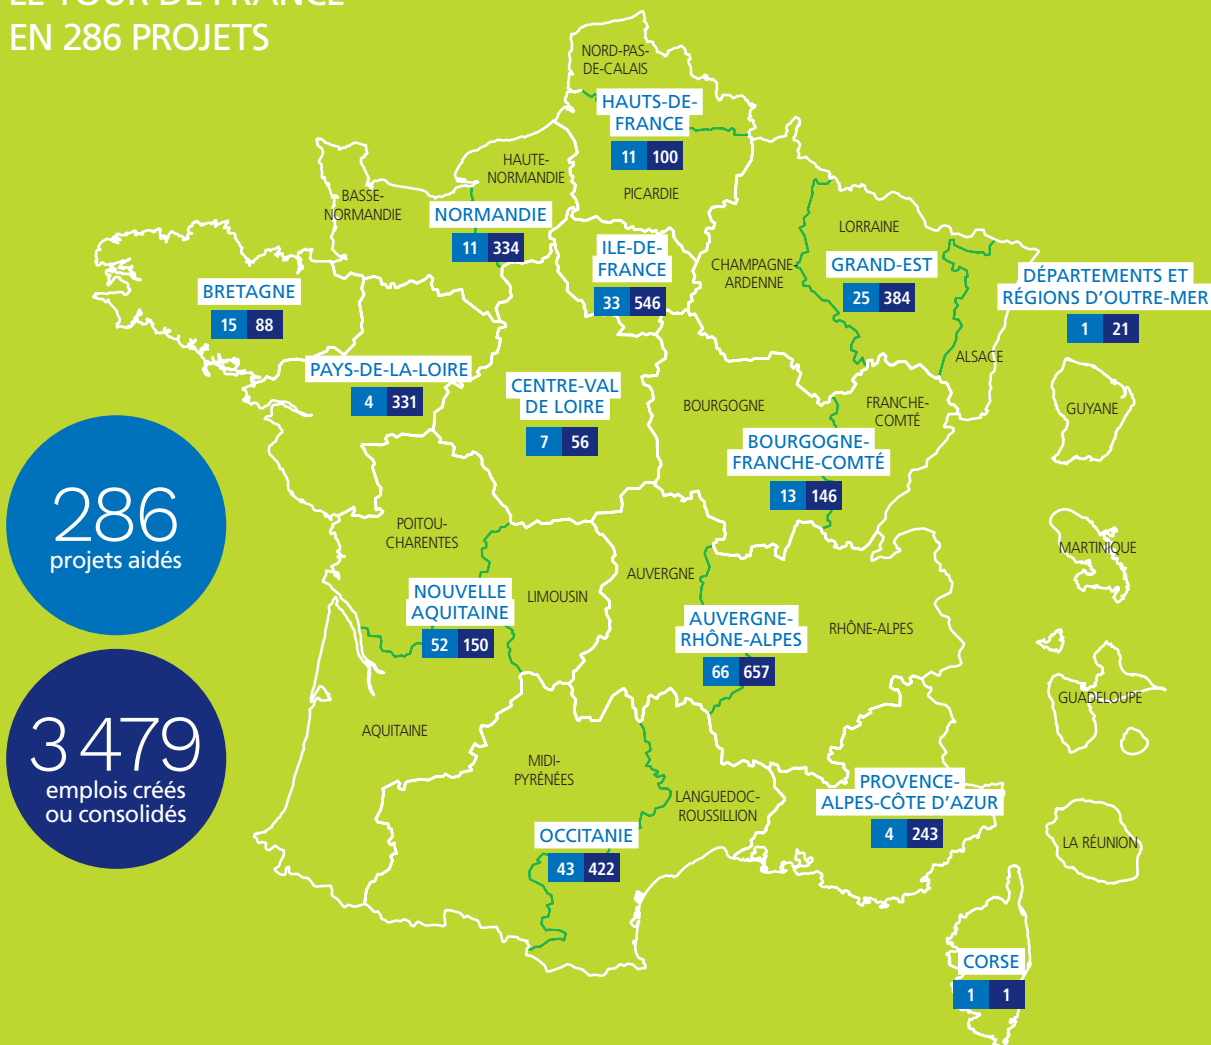 LE TOUR DE FRANCE
EN 286 PROJETS
NORD-PAS-
DE-CALAIS
HAUTS-DE-
FRANCE
11 100
PICARDIE
HAUTE-
NORMANDIE
BASSE-
NORMANDIE
NORMANDIE
11 334
ILE-DE-
FRANCE
33 546
LORRAINE
CHAMPAGNE-
ARDENNE
GRAND-EST
25 384
ALSACE
DÉPARTEMENTS ET
RÉGIONS D'OUTRE-MER
1 21
BRETAGNE
15 88
PAYS-DE-LA-LOIRE
4 331
CENTRE-VAL
DE LOIRE
7 56
BOURGOGNE
FRANCHE-
COMTÉ
BOURGOGNE-
FRANCHE-COMTÉ
13 146
GUYANE
286
projets aidés
POITOU-
CHARENTES
NOUVELLE
AQUITAINE
52 150
LIMOUSIN
AUVERGNE
AUVERGNE-
RHÔNE-ALPES
66 657
RHÔNE-ALPES
MARTINIQUE
GUADELOUPE
3 479
emplois créés
ou consolidés
AQUITAINE
MIDI-
PYRÉNÉES
LANGUEDOC-
ROUSSILLION
OCCITANIE
43 422
PROVENCE-
ALPES-CÔTE D'AZUR
4 243
LA RÉUNION
CORSE
1 1